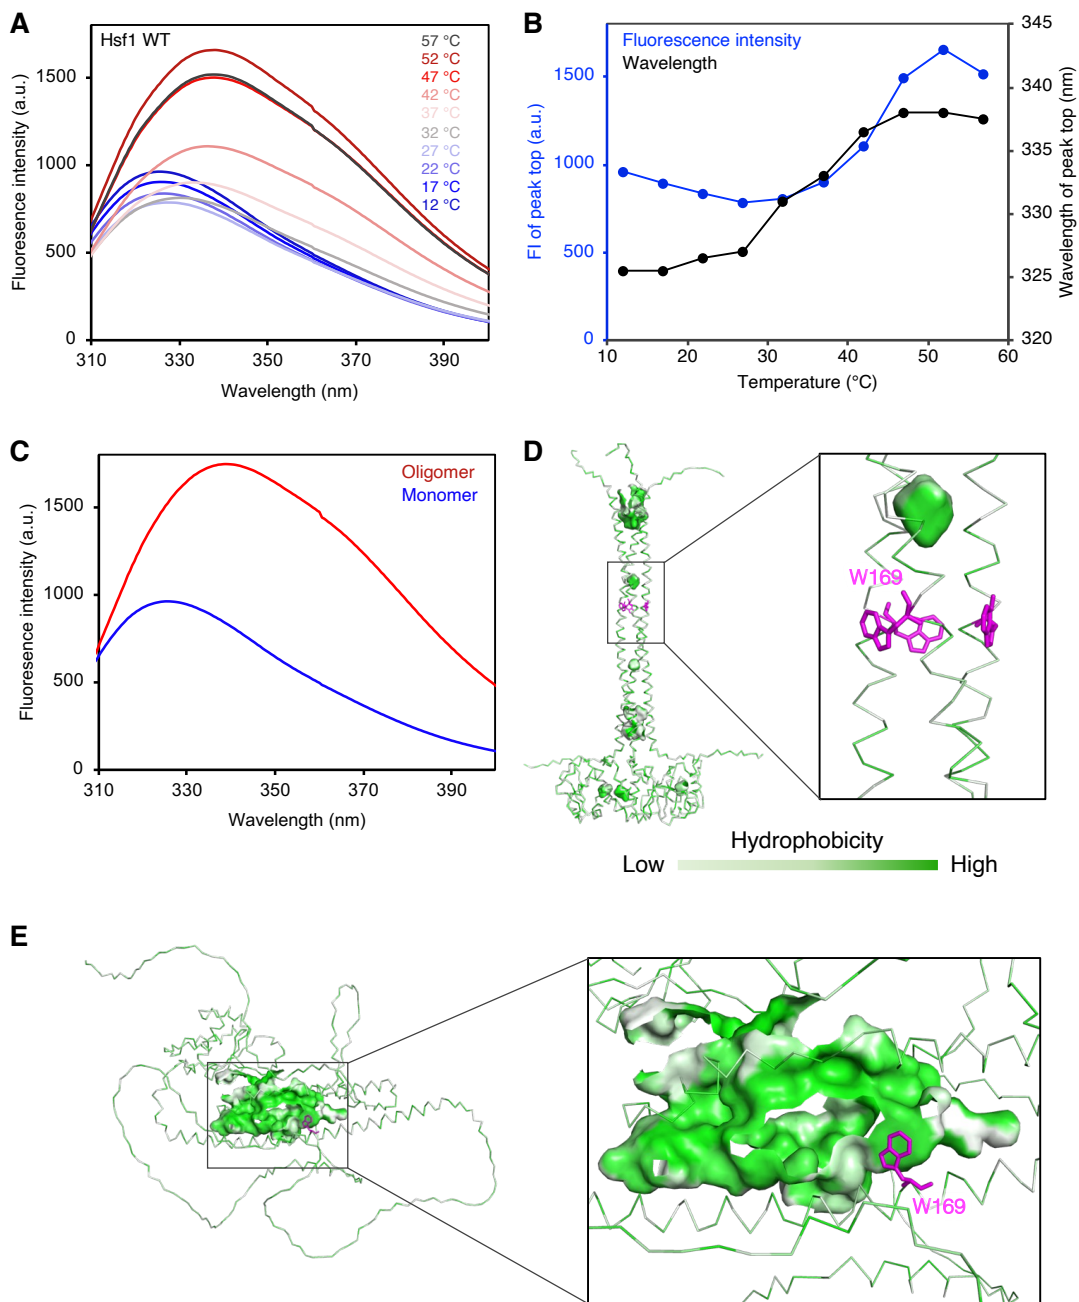 A
Hsf1 WT
57 °C
52 °C
47 °C
42 °C
37 °C
32 °C
27 °C
22 °C
17 °C
12 °C
1500
1000
500
0
Fluoresence intensity (a.u.)
310 330 350 370 390
Wavelength (nm)
B
Fluorescence intensity
Wavelength
1500
1000
500
0
FI of peak top (a.u.)
345
340
335
330
325
320
Wavelength of peak top (nm)
10 20 30 40 50 60
Temperature (°C)
C
Oligomer
Monomer
1500
1000
500
0
Fluoresence intensity (a.u.)
310 330 350 370 390
Wavelength (nm)
D
W169
Hydrophobicity
Low High
E
W169